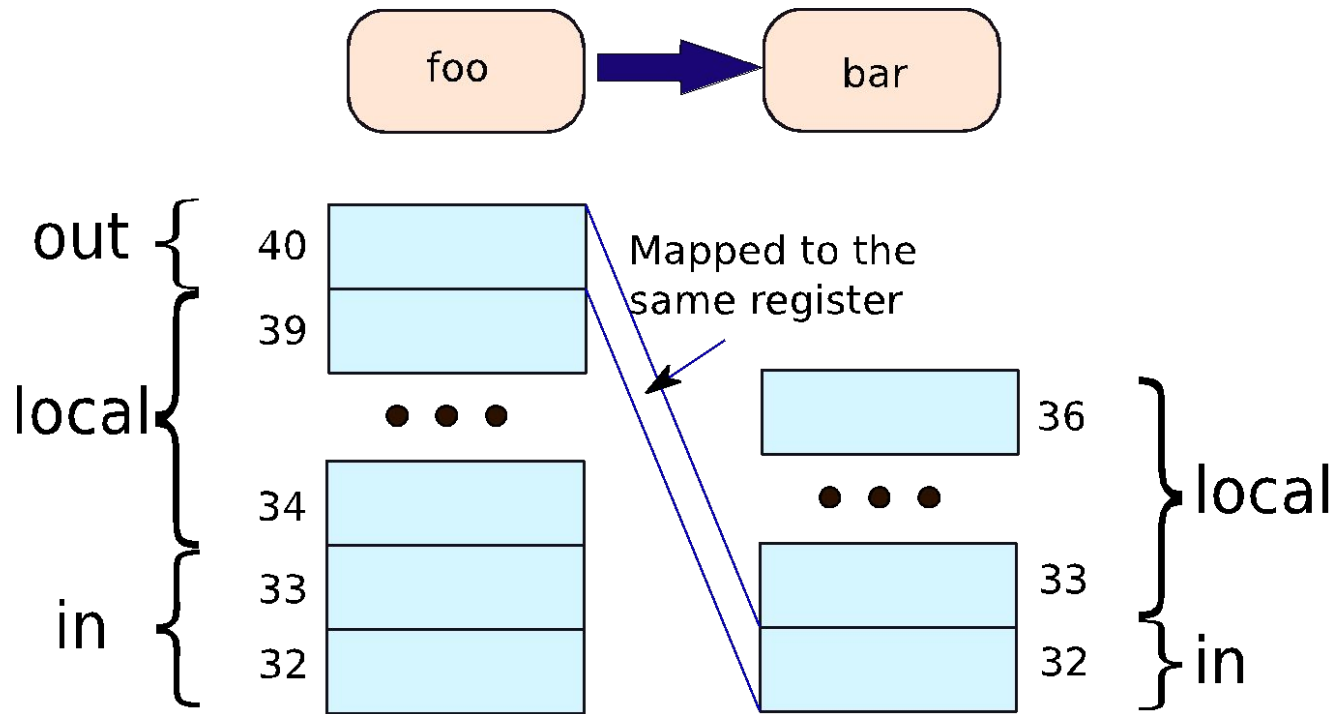 foo
bar
out
40
Mapped to the
same register
39
local
36
34
local
33
33
in
32
32
in